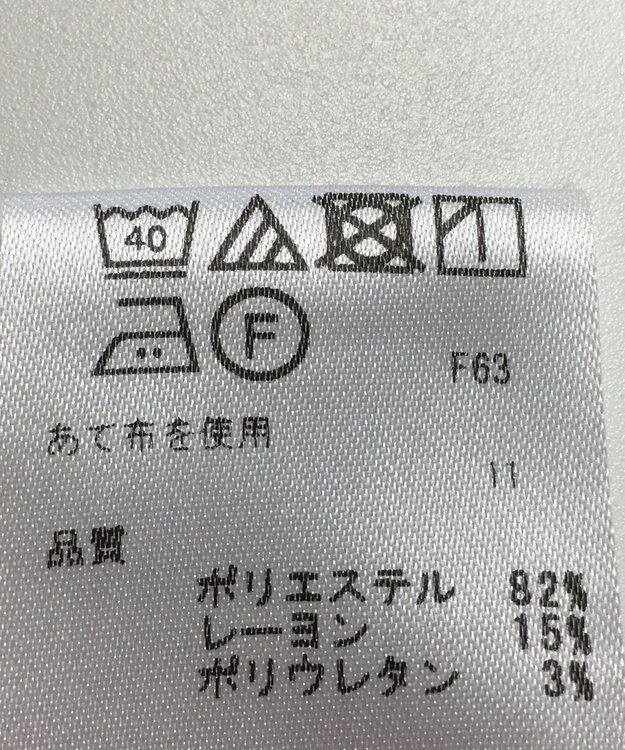 40
F
F63
あて布を使用
11
品質
ポリエステル 82%
レーヨン 15%
ポリウレタン 3%